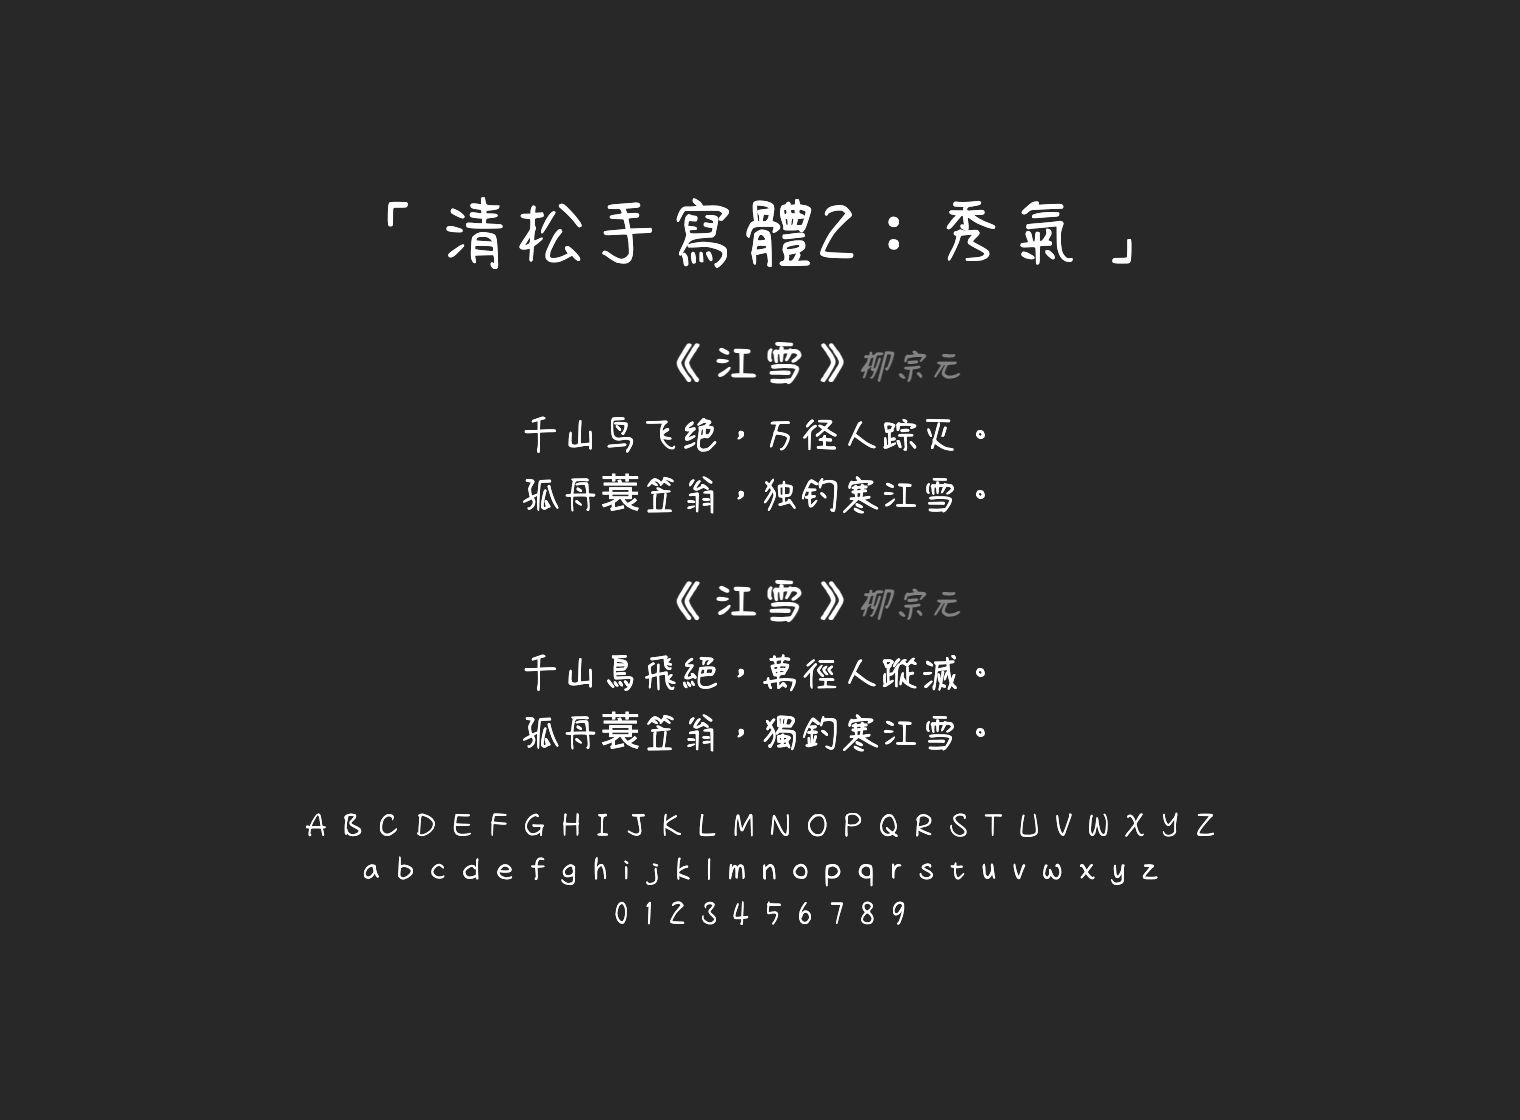 「清松手寫體2：秀氣」
《江雪》柳宗元
千山鸟飞绝，万径人踪灭。
孤舟蓑笠翁，独钓寒江雪。
《江雪》柳宗元
千山鳥飛絕，萬徑人蹤滅。
孤舟蓑笠翁，獨釣寒江雪。
A B C D E F G H I J K L M N O P Q R S T U V W X Y Z
a b c d e f g h i j k l m n o p q r s t u v w x y z
0 1 2 3 4 5 6 7 8 9